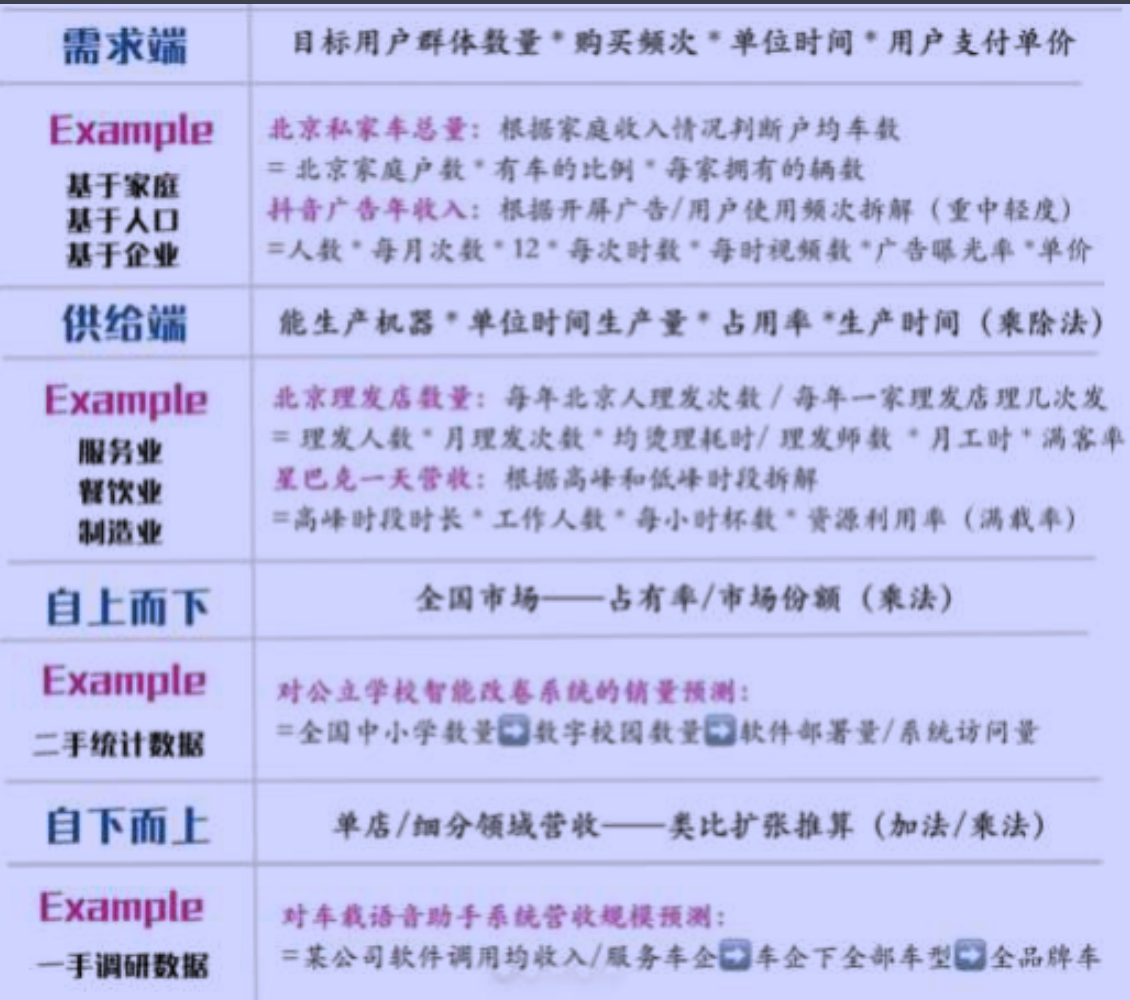 需求端
目标用户群体数量*购买频次*单位时间*用户支付单价
Example
基于家庭
基于人口
基于企业
北京私家车总量：根据家庭收入情况判断户均车数
= 北京家庭户数*有车的比例*每家拥有的辆数
抖音广告年收入：根据开屏广告/用户使用频次拆解（重中轻度）
=人数*每月次数*12*每次时数*每时视频数*广告曝光率*单价
供给端
能生产机器*单位时间生产量*占用率*生产时间（乘除法）
Example
服务业
餐饮业
制造业
北京理发店数量：每年北京人理发次数/每年一家理发店理几次发
= 理发人数*月理发次数*均烫理耗时/理发师数*月工时*满客率
星巴克一天营收：根据高峰和低峰时段拆解
=高峰时段时长*工作人数*每小时杯数*资源利用率（满载率）
自上而下
全国市场——占有率/市场份额（乘法）
Example
二手统计数据
对公立学校智能改卷系统的销量预测：
=全国中小学数量➡数字校园数量➡软件部署量/系统访问量
自下而上
单店/细分领域营收——类比扩张推算（加法/乘法）
Example
一手调研数据
对车载语音助手系统营收规模预测：
=某公司软件调用均收入/服务车企➡车企下全部车型➡全品牌车